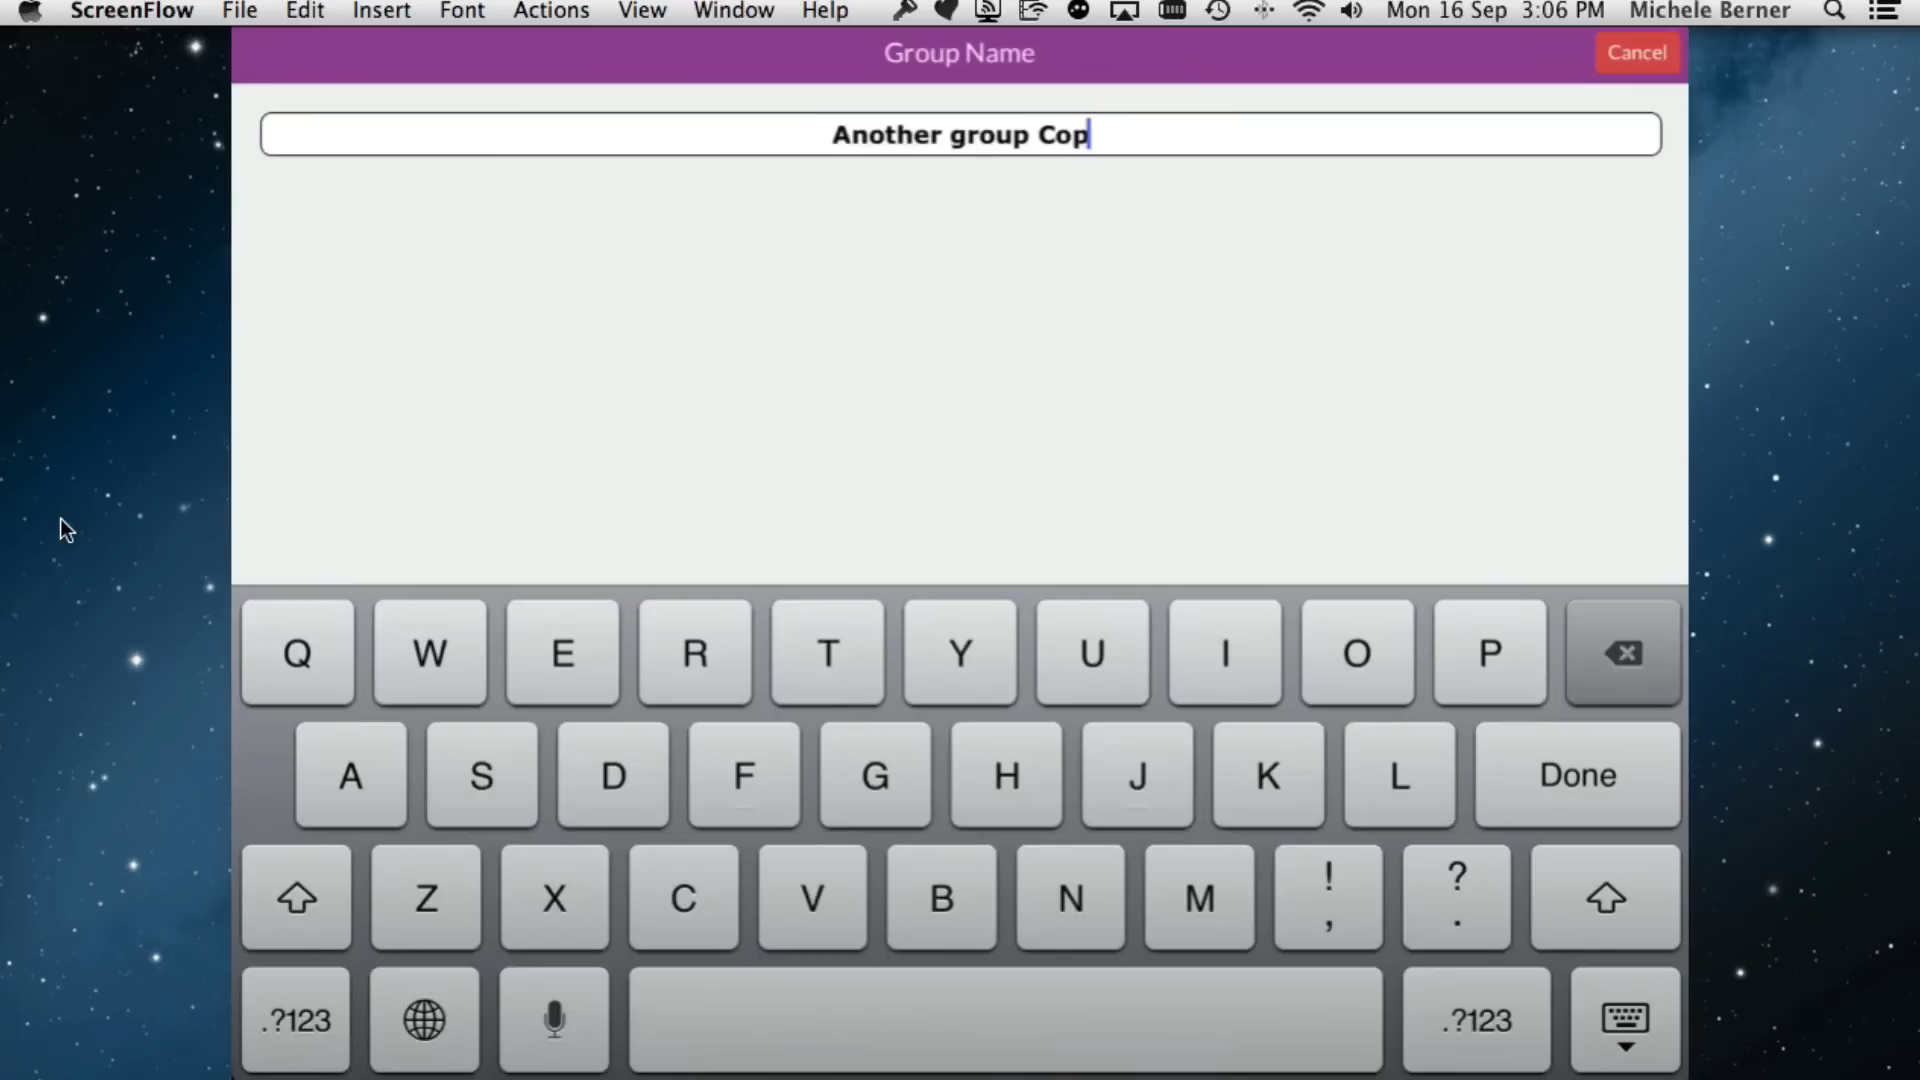 ScreenFlow File Edit Insert Font Actions View Window Help Mon 16 Sep 3:06 PM Michele Berner
Group Name Cancel
Another group Cop
Q W E R T Y U I O P
A S D F G H J K L Done
Z X C V B N M ! , ? .
.?123 .?123